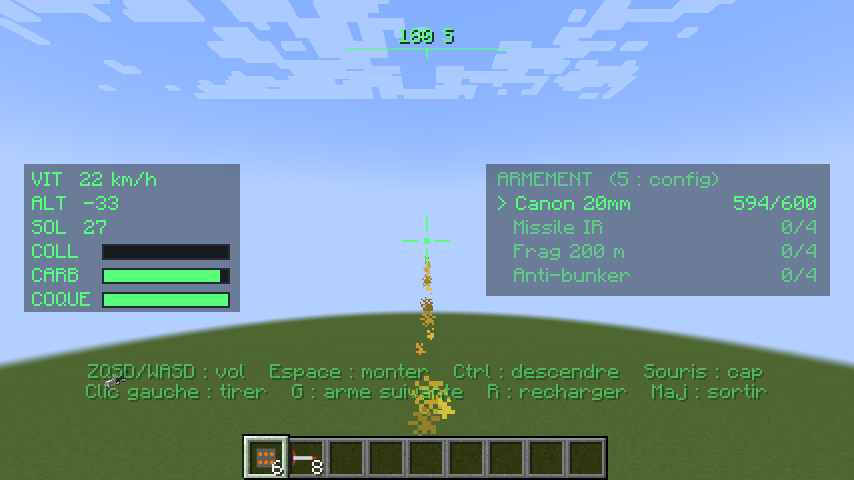 180 S
VIT 22 km/h
ALT -33
SOL 27
COLL
CARB
COQUE
ARMEMENT (5 : config)
> Canon 20mm 594/600
Missile IR 0/4
Frag 200 m 0/4
Anti-bunker 0/4
ZQSD/WASD : vol Espace : monter Ctrl : descendre Souris : cap
Clic gauche : tirer G : arme suivante R : recharger Maj : sortir
6 8